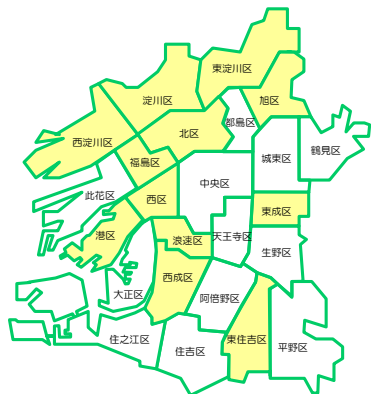 東淀川区
淀川区
旭区
都島区
北区
西淀川区
鶴見区
城東区
福島区
中央区
此花区
西区
東成区
港区
天王寺区
浪速区
生野区
西成区
大正区
阿倍野区
住之江区
東住吉区
平野区
住吉区